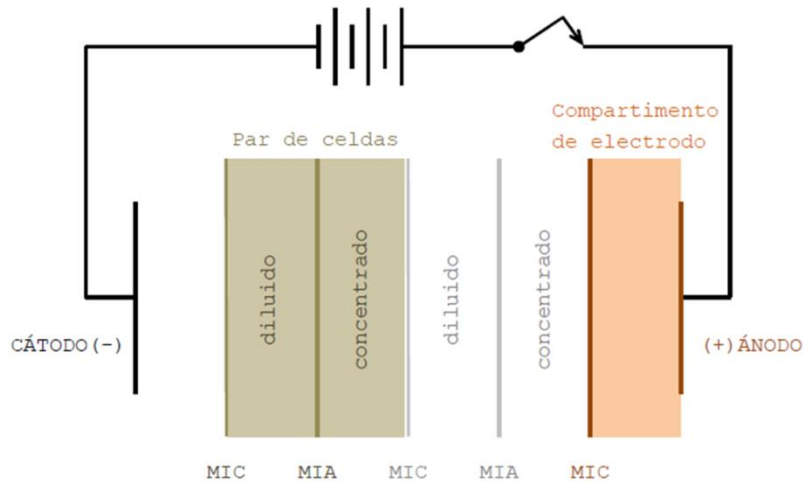 Compartimento
Par de celdas de electrodo
diluido
concentrado
diluido
concentrado
CÁTODO(-)
(+)ÁNODO
MIC MIA MIC MIA MIC